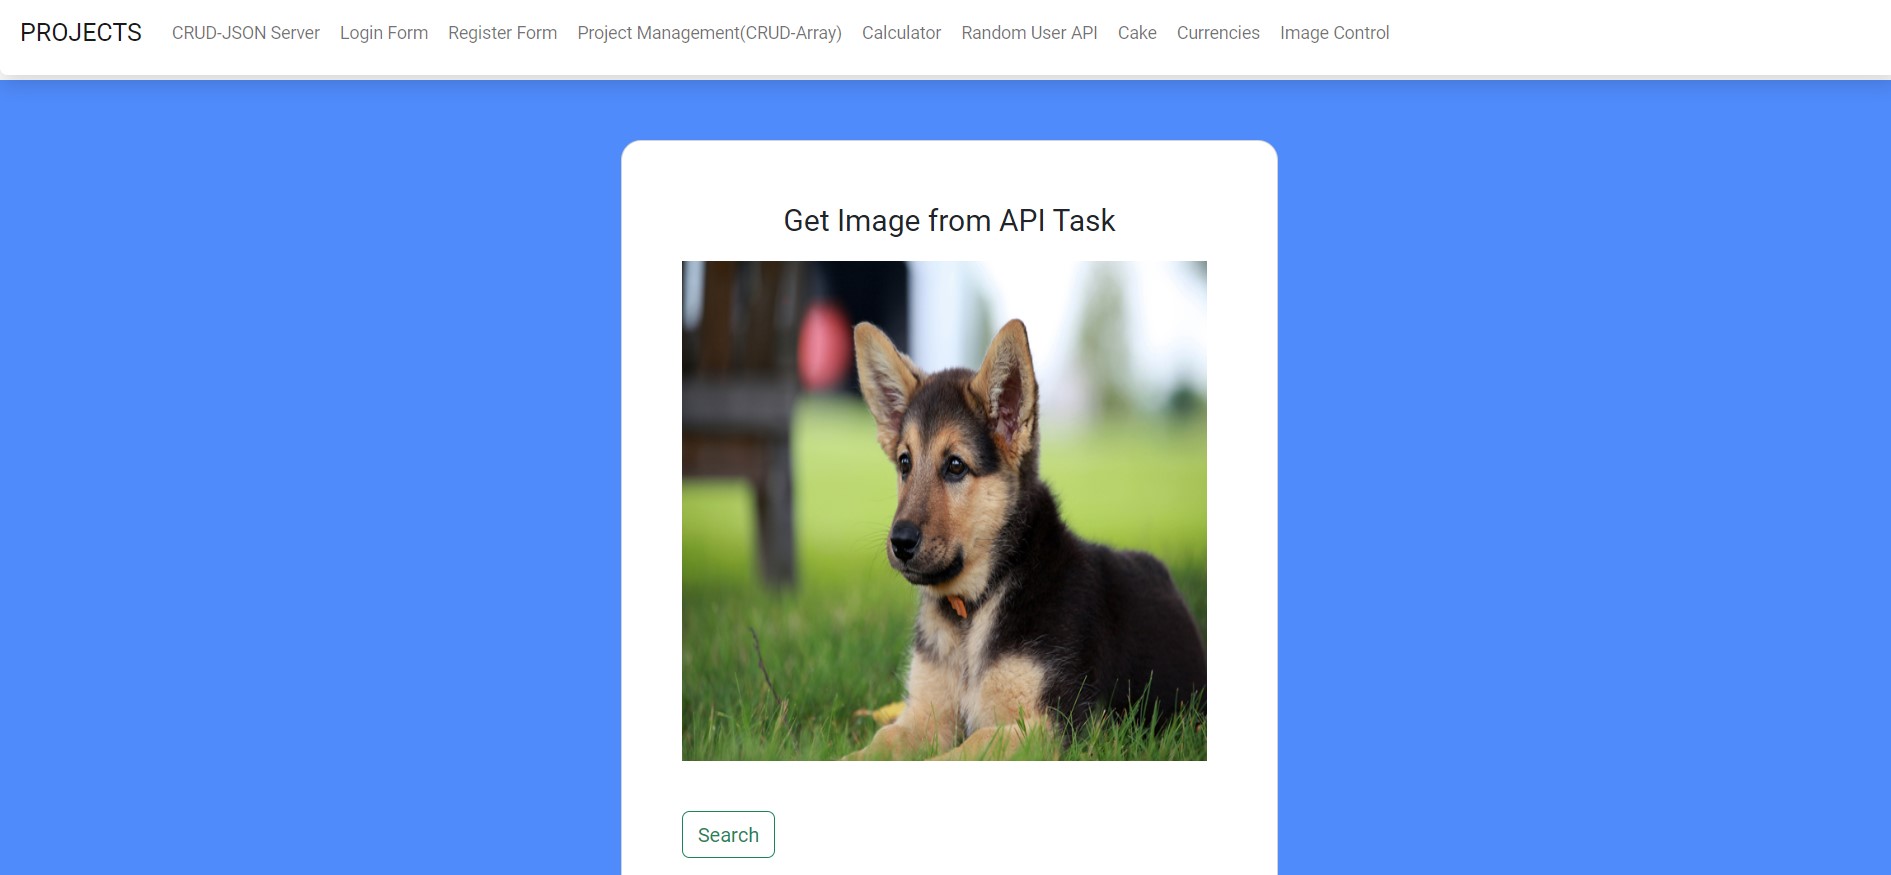 PROJECTS CRUD-JSON Server Login Form Register Form Project Management(CRUD-Array) Calculator Random User API Cake Currencies Image Control
Get Image from API Task
Search